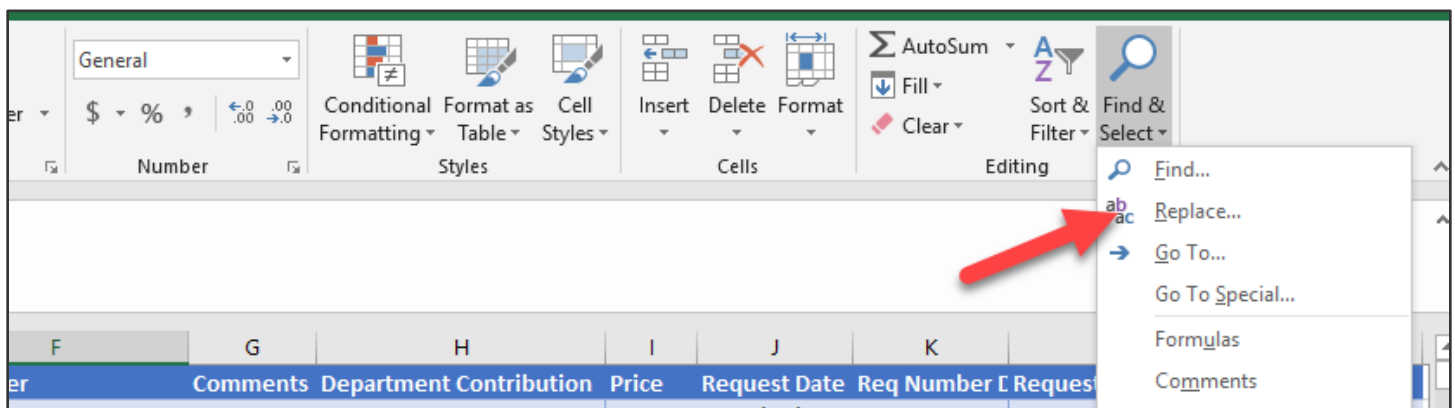 General
AutoSum
Fill
Clear
er
$ % , .0 .00 .00 .0
Conditional Formatting
Format as Table
Cell Styles
Insert
Delete
Format
Sort & Filter
Find & Select
Number
Styles
Cells
Editing
Find...
ab ac Replace...
Go To...
Go To Special...
Formulas
Comments
F G H I J K
er Comments Department Contribution Price Request Date Req Number Request